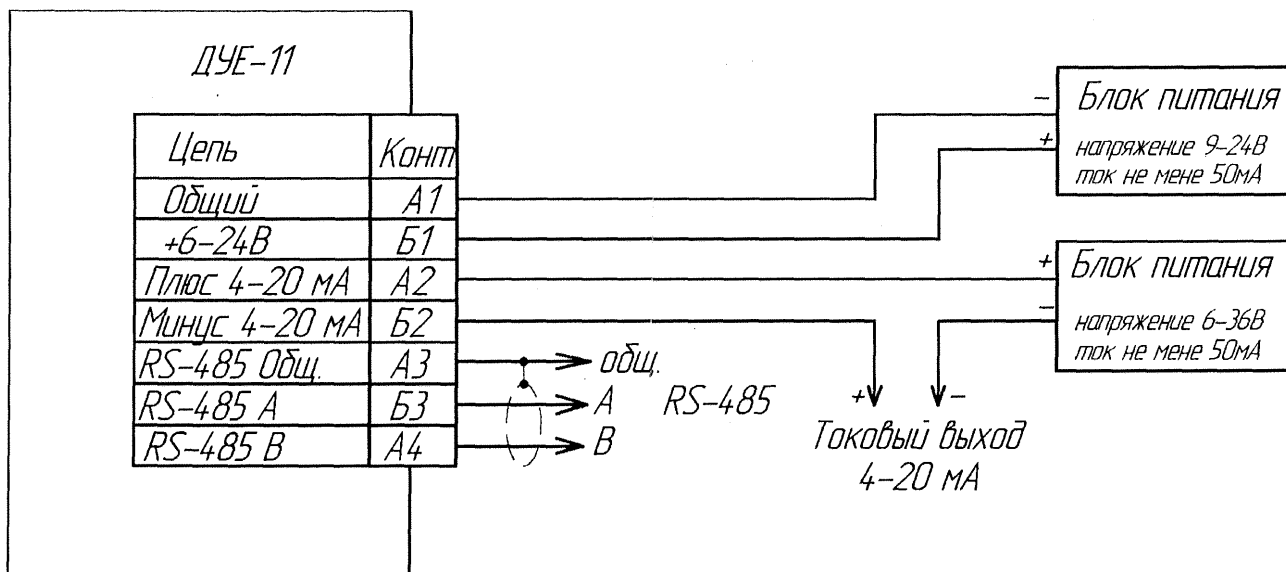 ДУЕ-11
Цепь Конт
Общий А1
+6-24В Б1
Плюс 4-20 мА А2
Минус 4-20 мА Б2
RS-485 Общ. А3
RS-485 А Б3
RS-485 В А4
общ.
А RS-485
В
- Блок питания
+ напряжение 9-24В
ток не мене 50мА
+ Блок питания
- напряжение 6-36В
ток не мене 50мА
+ -
Токовый выход
4-20 мА